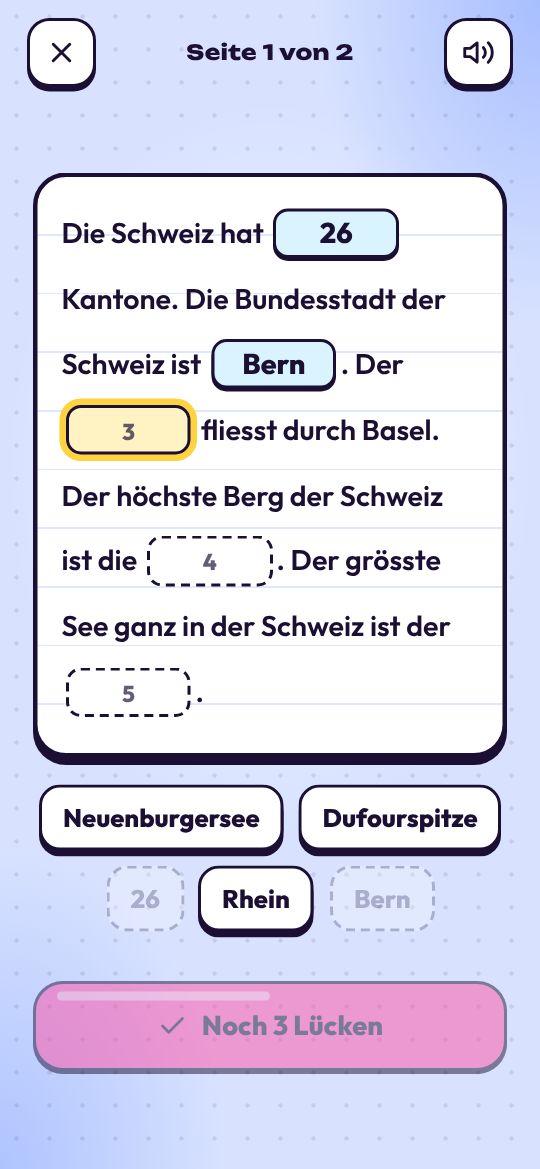 Seite 1 von 2
Die Schweiz hat 26
Kantone. Die Bundesstadt der
Schweiz ist Bern . Der
3 fliesst durch Basel.
Der höchste Berg der Schweiz
ist die 4 . Der grösste
See ganz in der Schweiz ist der
5 .
Neuenburgersee Dufourspitze
26 Rhein Bern
Noch 3 Lücken